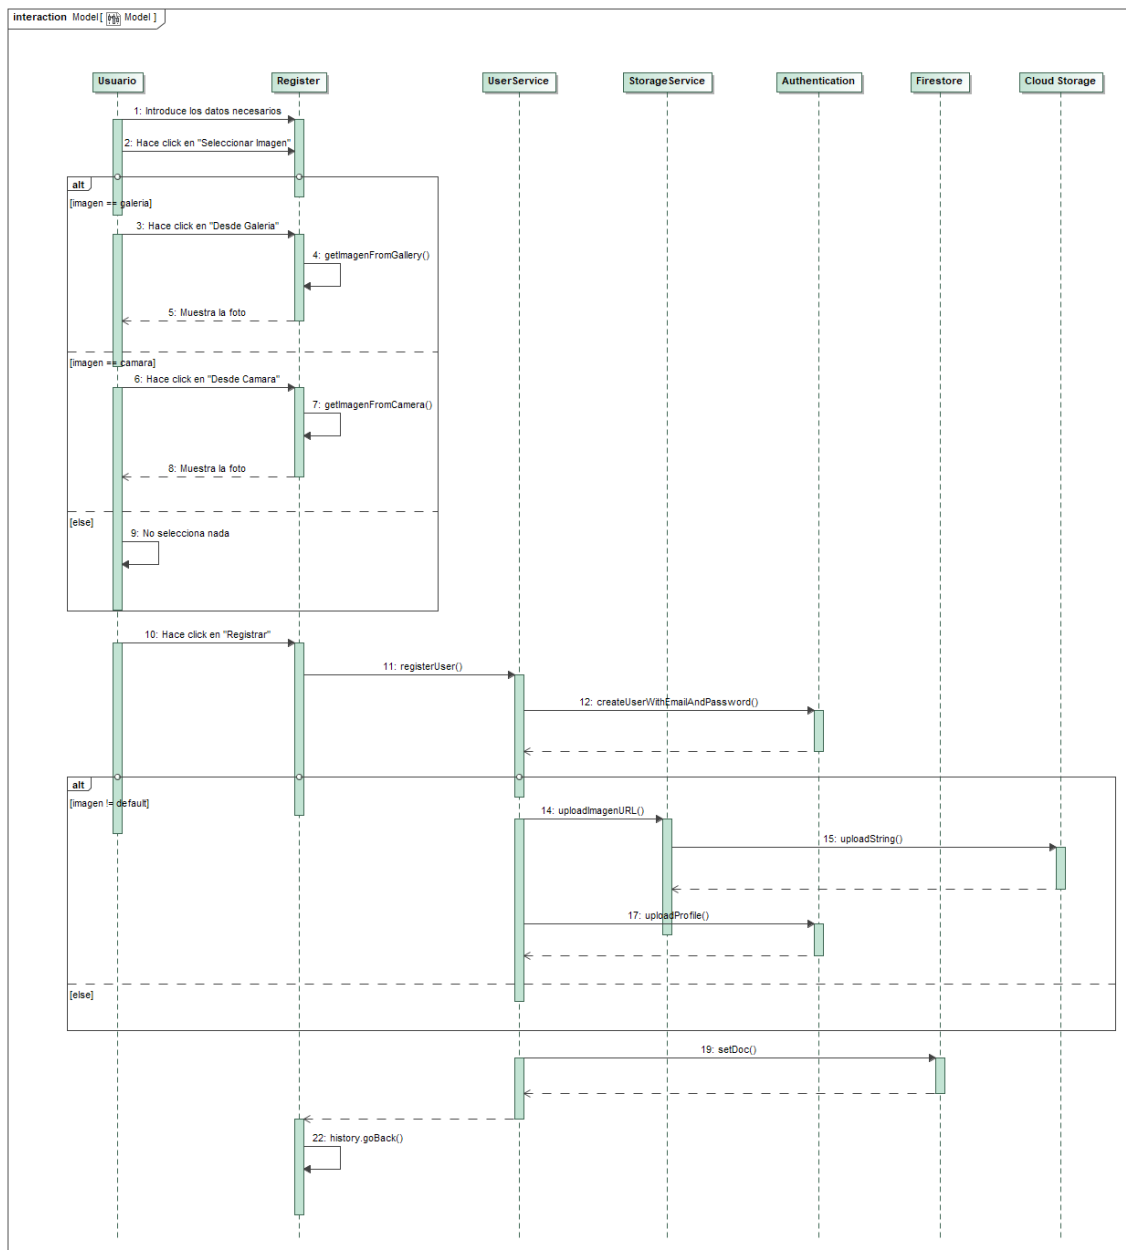 interaction Model[ Model ]
Usuario
Register
UserService
StorageService
Authentication
Firestore
Cloud Storage
1: Introduce los datos necesarios
2: Hace click en "Seleccionar Imagen"
alt
[imagen == galeria]
3: Hace click en "Desde Galeria"
4: getImagenFromGallery()
5: Muestra la foto
[imagen == camara]
6: Hace click en "Desde Camara"
7: getImagenFromCamera()
8: Muestra la foto
[else]
9: No selecciona nada
10: Hace click en "Registrar"
11: registerUser()
12: createUserWithEmailAndPassword()
alt
[imagen != default]
14: uploadImagenURL()
15: uploadString()
17: uploadProfile()
[else]
19: setDoc()
22: history.goBack()